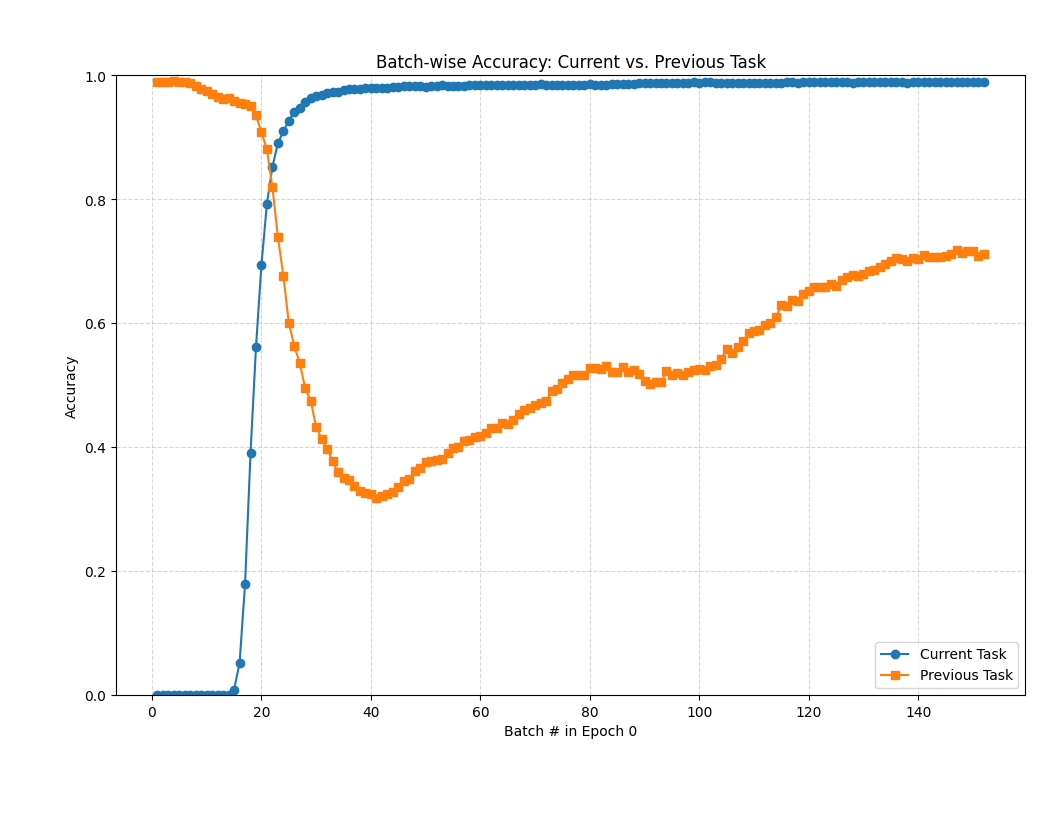 Batch-wise Accuracy: Current vs. Previous Task
1.0
0.8
0.6
0.4
0.2
0.0
Accuracy
0 20 40 60 80 100 120 140
Batch # in Epoch 0
Current Task
Previous Task